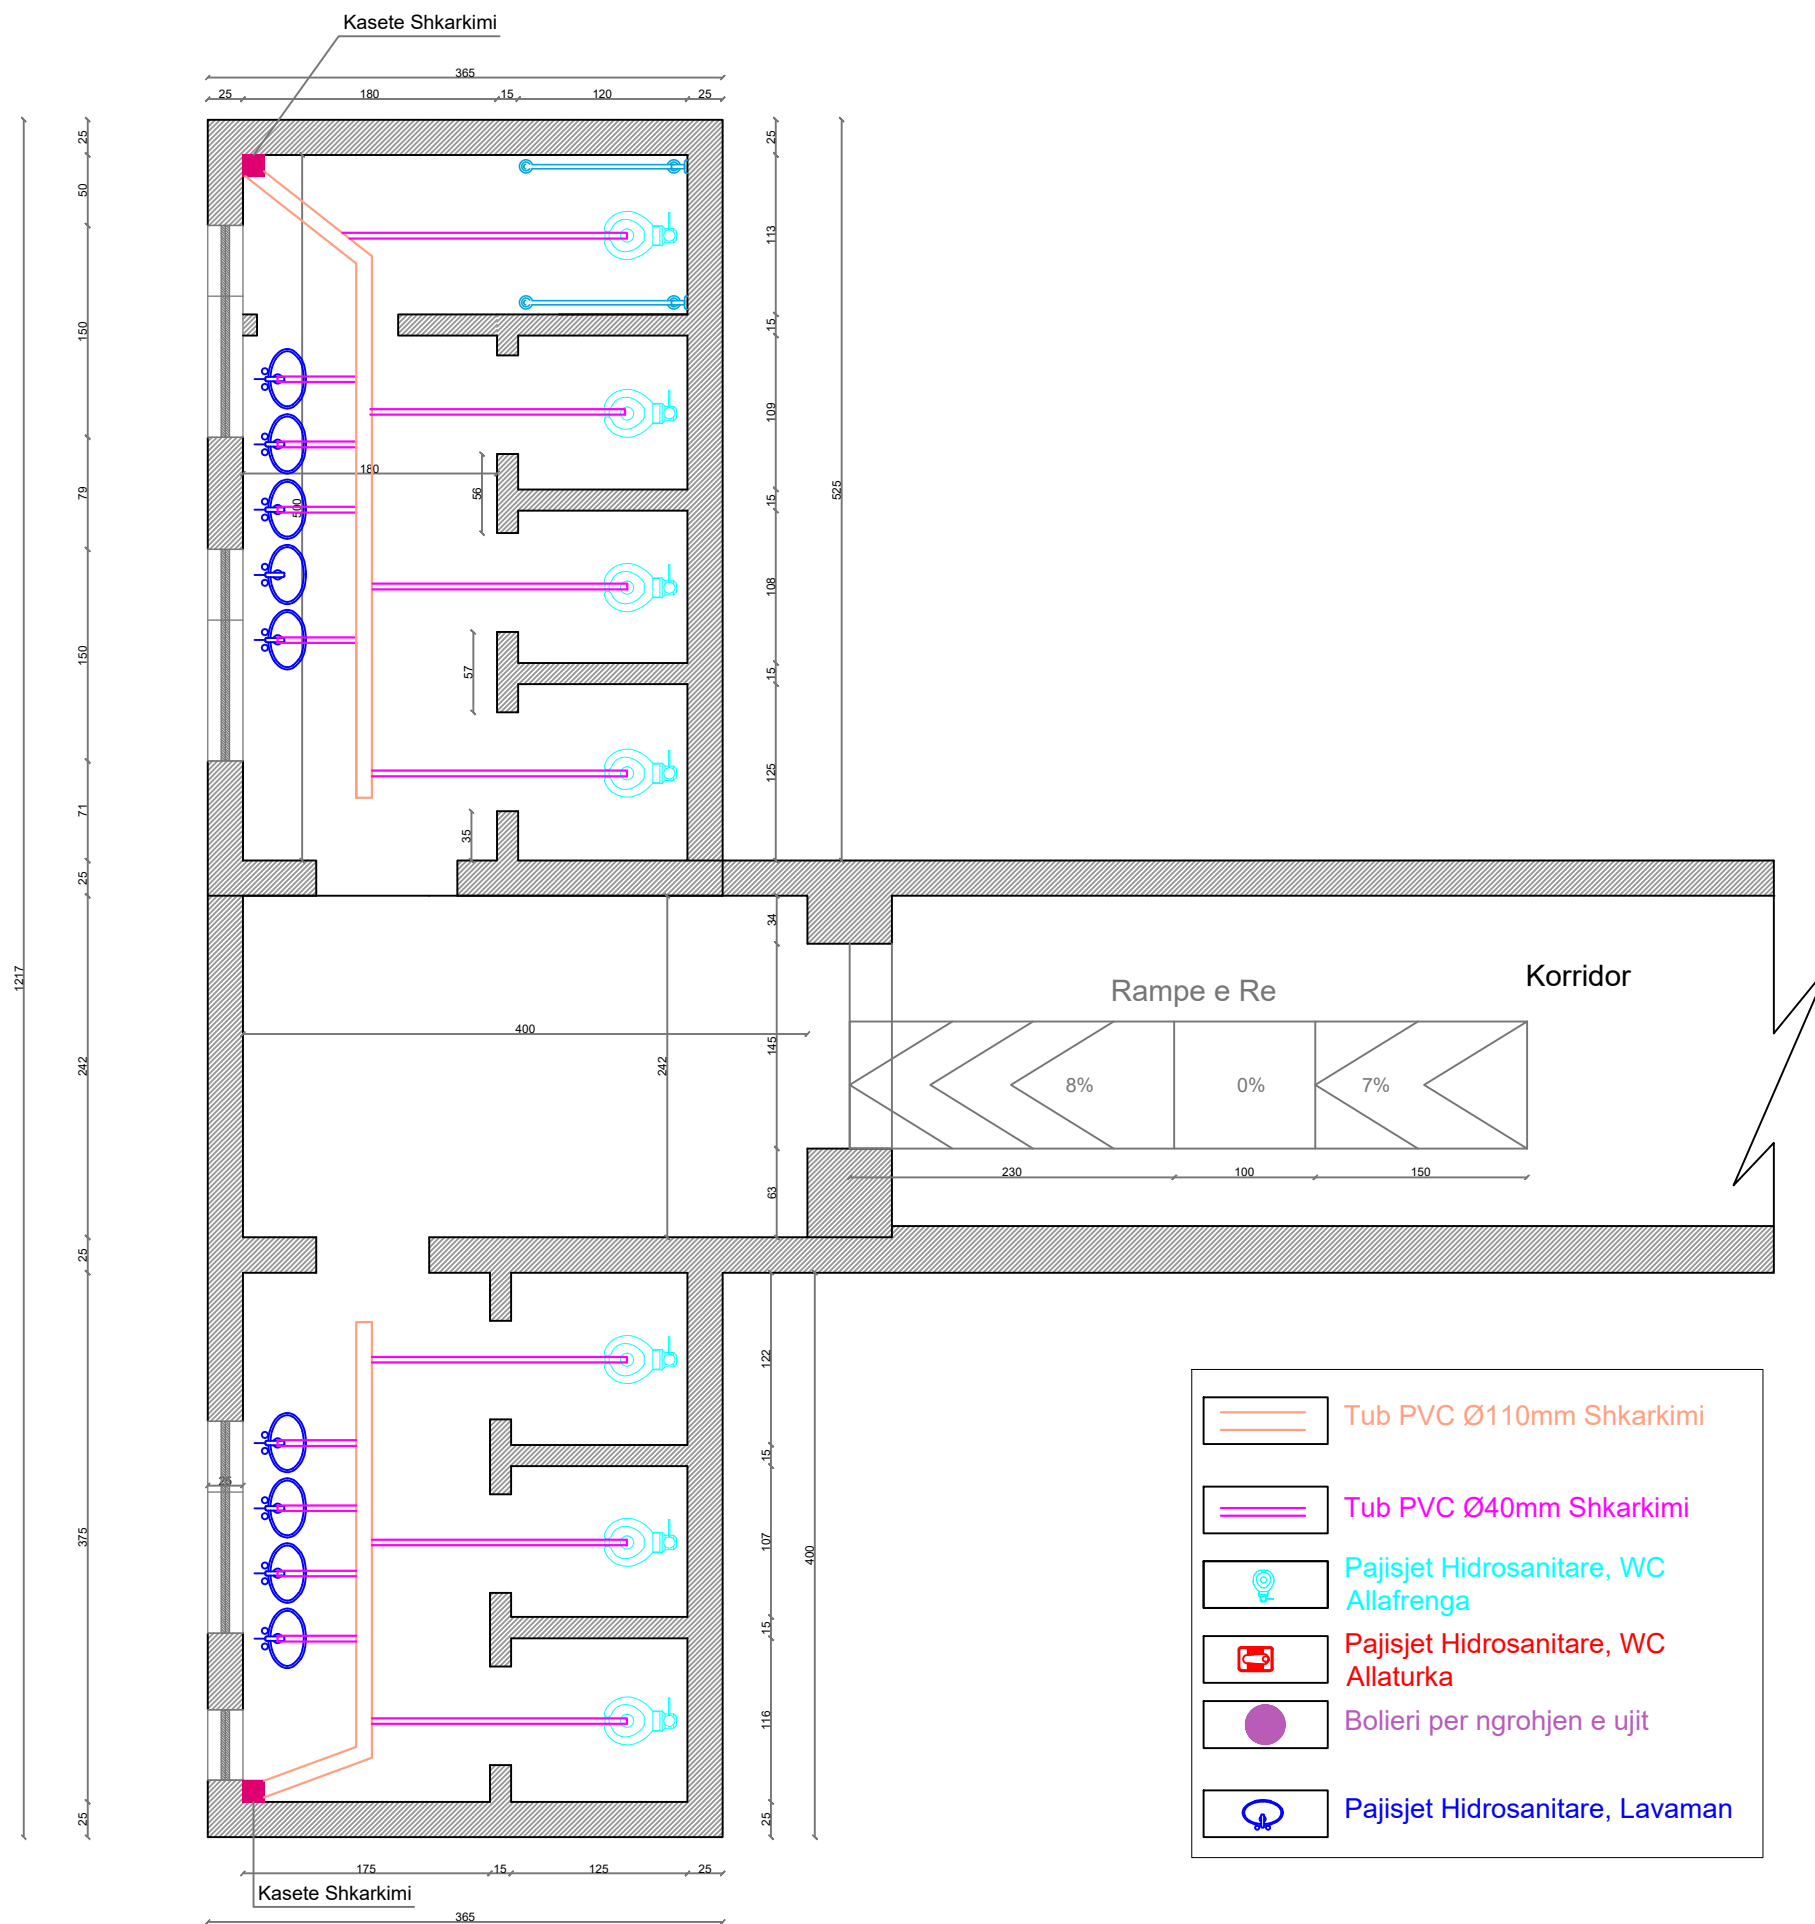 Kasete Shkarkimi
365
25 180 15 120 25
25
50
150
79
150
71
25
242
25
375
25
1217
25
113
15
109
15
108
15
125
525
180
500
56
57
35
34
145
63
400
242
Rampe e Re
Korridor
8% 0% 7%
230 100 150
25
122
15
107
15
116
25
400
175 15 125 25
Kasete Shkarkimi
365
Tub PVC Ø110mm Shkarkimi
Tub PVC Ø40mm Shkarkimi
Pajisjet Hidrosanitare, WC
Allafrenga
Pajisjet Hidrosanitare, WC
Allaturka
Bolieri per ngrohjen e ujit
Pajisjet Hidrosanitare, Lavaman